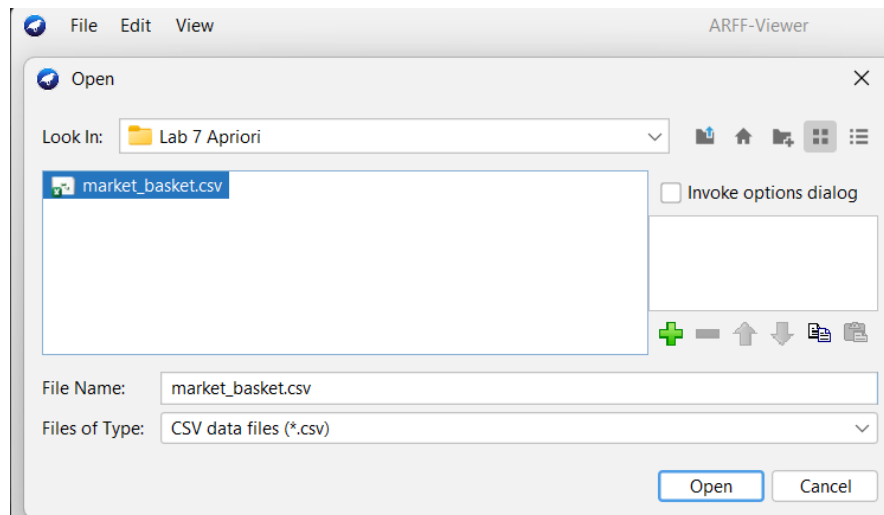 File Edit View ARFF-Viewer
Open
Look In: Lab 7 Apriori
market_basket.csv
Invoke options dialog
File Name: market_basket.csv
Files of Type: CSV data files (*.csv)
Open Cancel